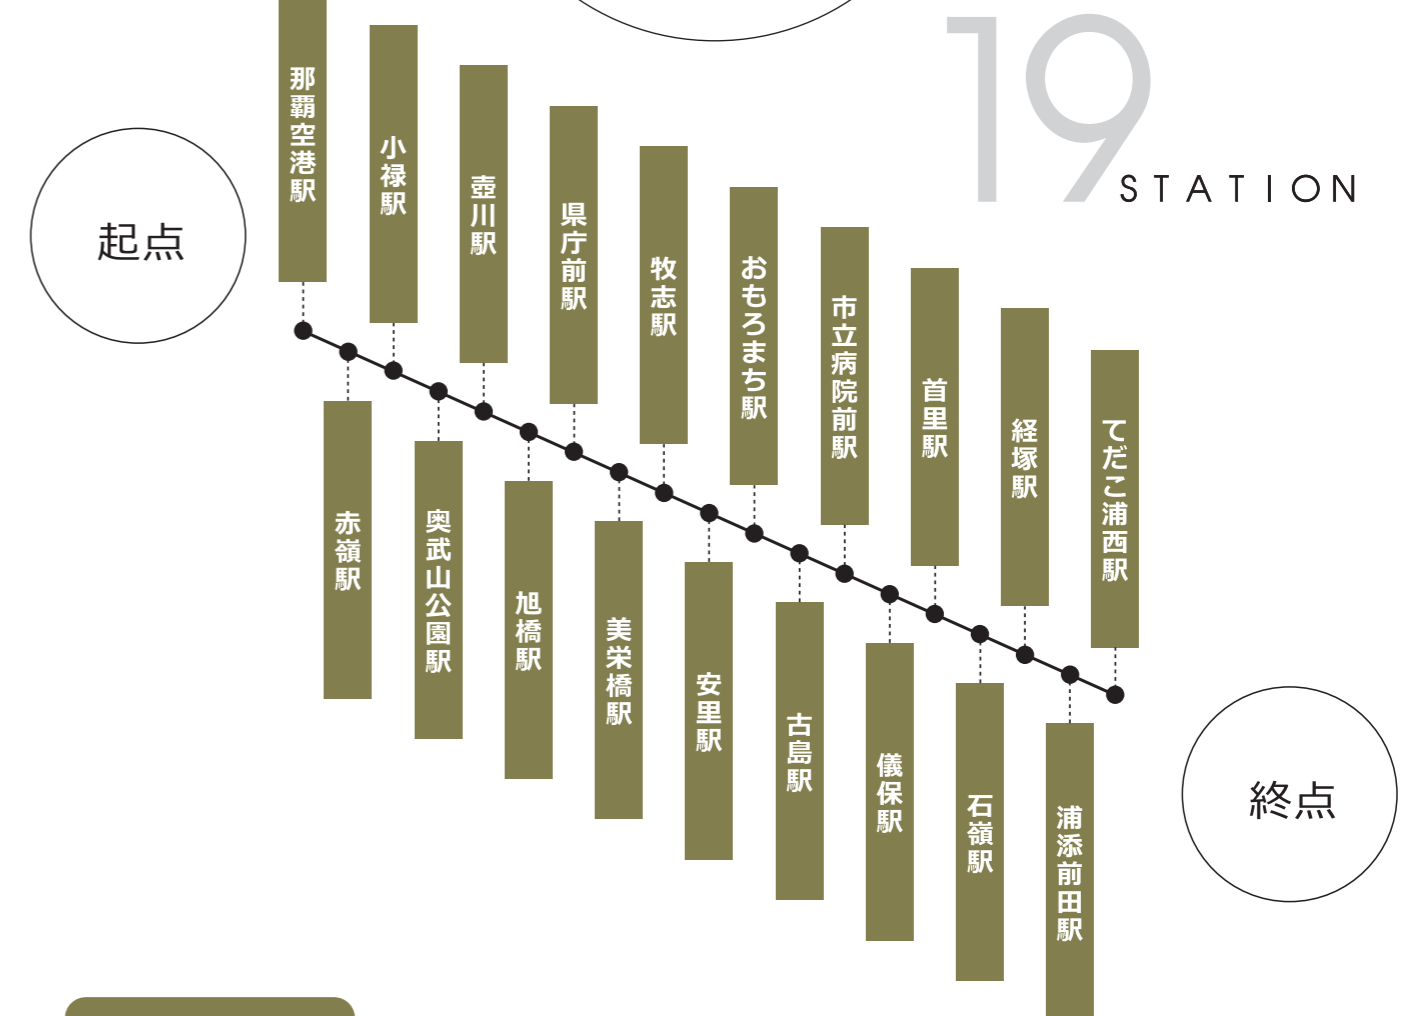 19
STATION
起点
那覇空港駅
赤嶺駅
小禄駅
奥武山公園駅
壺川駅
旭橋駅
県庁前駅
美栄橋駅
牧志駅
安里駅
おもろまち駅
古島駅
市立病院前駅
儀保駅
首里駅
石嶺駅
経塚駅
浦添前田駅
てだこ浦西駅
終点